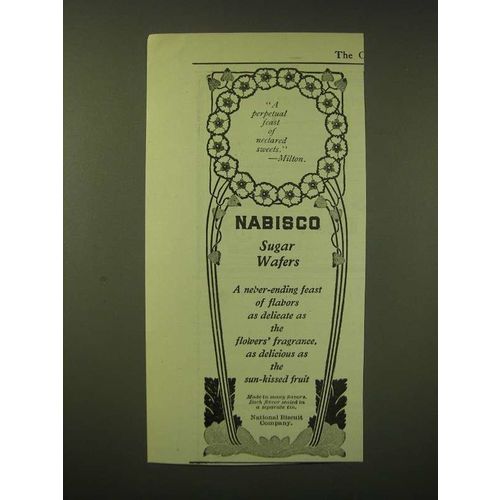 The
"A
perpetual
feast
of
nectared
sweets."
—Milton.
NABISCO
Sugar
Wafers
A never-ending feast
of flavors
as delicate as
the
flowers' fragrance,
as delicious as
the
sun-kissed fruit
Made in many flavors.
Each flavor sealed in
a separate tin.
National Biscuit
Company.